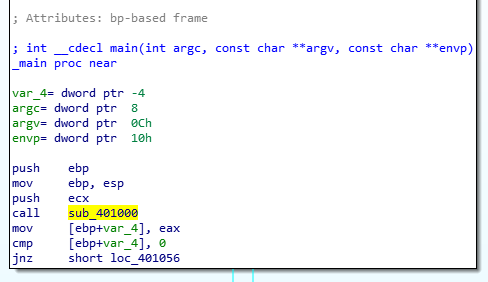 ; Attributes: bp-based frame
; int __cdecl main(int argc, const char **argv, const char **envp)
_main proc near
var_4= dword ptr -4
argc= dword ptr  8
argv= dword ptr  0Ch
envp= dword ptr  10h
push    ebp
mov     ebp, esp
push    ecx
call    sub_401000
mov     [ebp+var_4], eax
cmp     [ebp+var_4], 0
jnz     short loc_401056